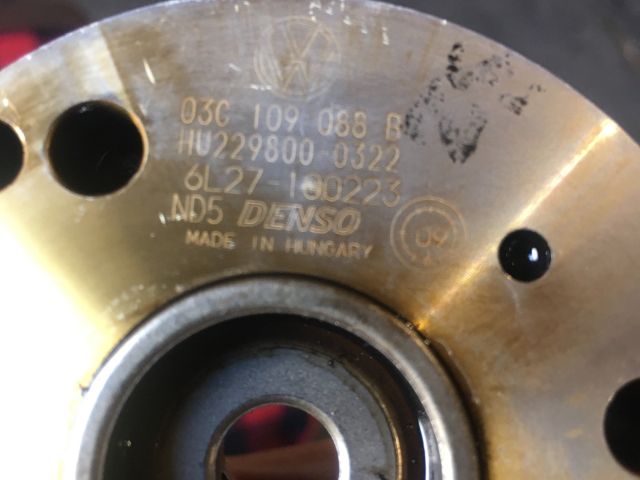 03C 109 088 B
HU229800-0322
6L27-100223
ND5 DENSO
MADE IN HUNGARY
09